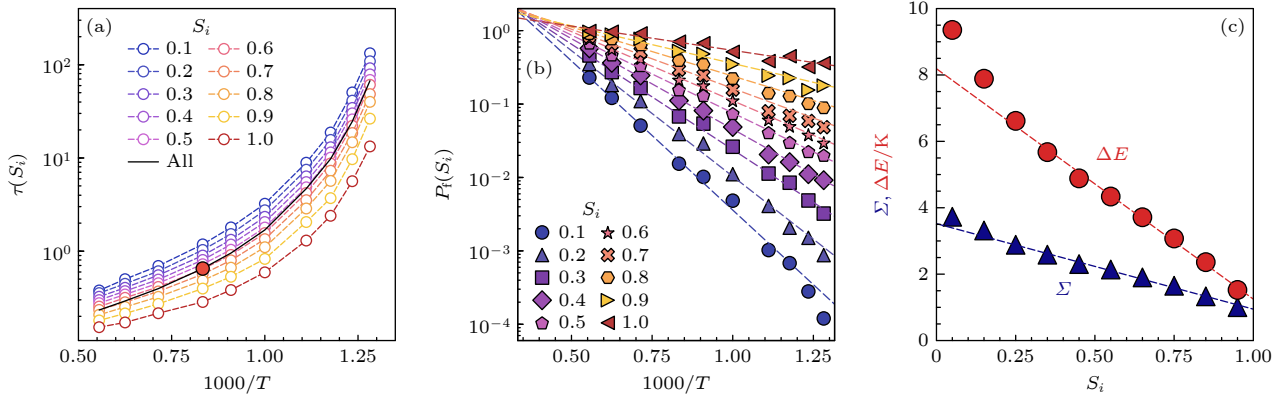 (a)
S_i
0.1 0.6
0.2 0.7
0.3 0.8
0.4 0.9
0.5 1.0
All
τ(S_i)
10^2
10^1
10^0
0.50 0.75 1.00 1.25
1000/T
(b)
S_i
0.1 0.6
0.2 0.7
0.3 0.8
0.4 0.9
0.5 1.0
P_f(S_i)
10^0
10^−1
10^−2
10^−3
10^−4
0.50 0.75 1.00 1.25
1000/T
(c)
Σ, ΔE/K
10
8
6
4
2
0
ΔE
Σ
0 0.25 0.50 0.75 1.00
S_i